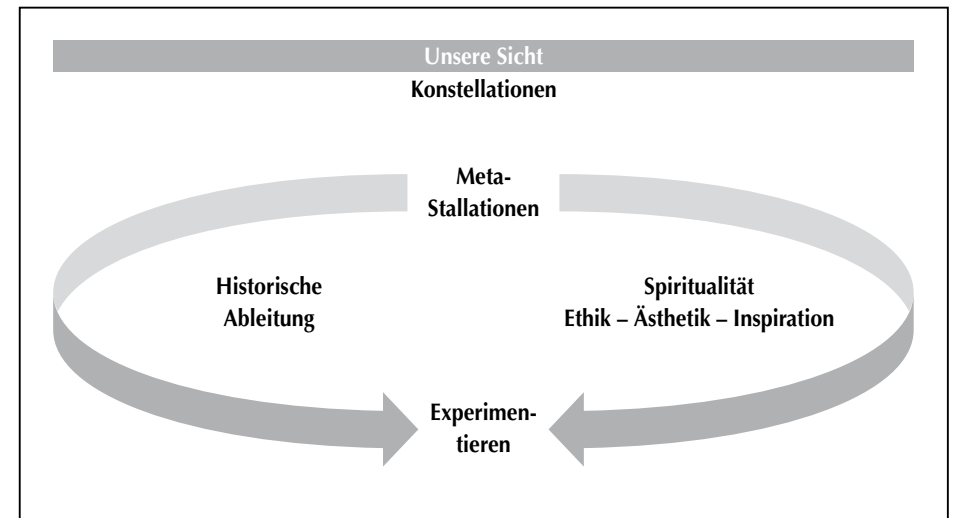 Unsere Sicht
Konstellationen
Meta-
Stallationen
Historische
Ableitung
Spiritualität
Ethik – Ästhetik – Inspiration
Experimen-
tieren